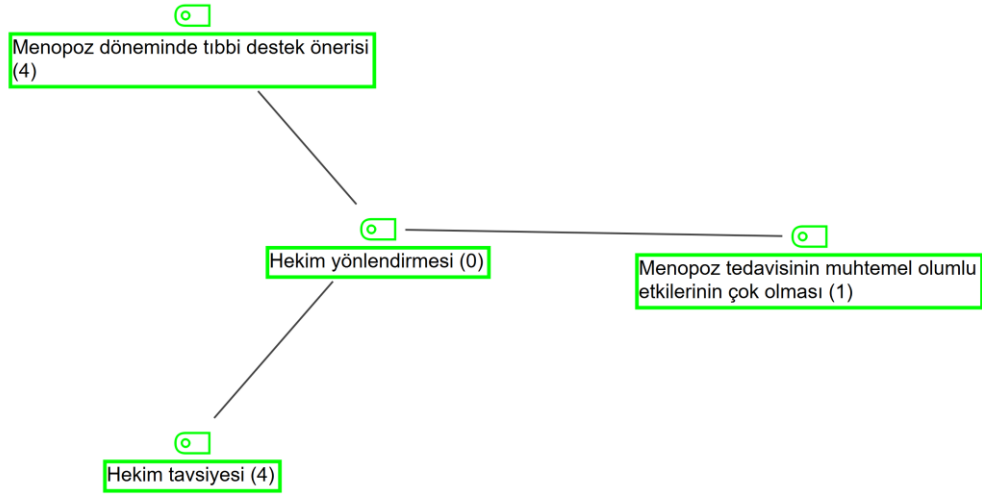 Menopoz döneminde tıbbi destek önerisi
(4)
Hekim yönlendirmesi (0)
Menopoz tedavisinin muhtemel olumlu
etkilerinin çok olması (1)
Hekim tavsiyesi (4)